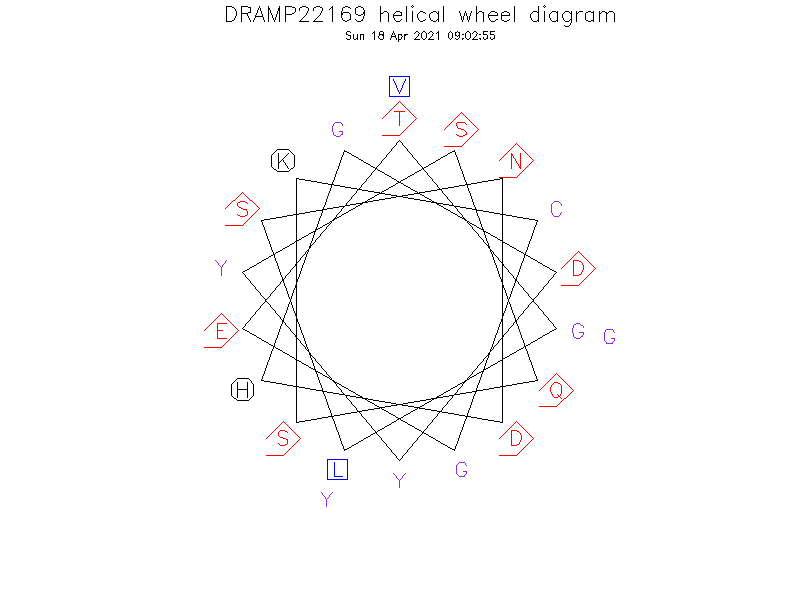 DRAMP22169 helical wheel diagram
Sun 18 Apr 2021 09:02:55
V
T
G S
K N
S C
Y D
E G G
H Q
S D
L Y G
Y